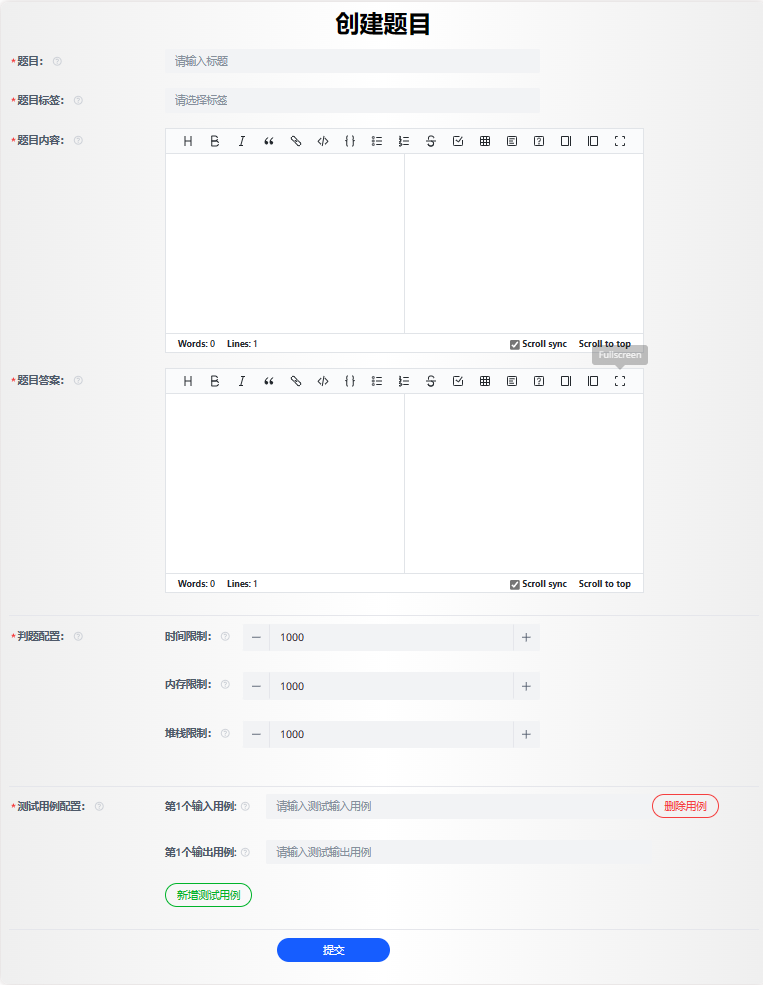 创建题目
*题目：
请输入标题
*题目标签：
请选择标签
*题目内容：
Words: 0 Lines: 1 Scroll sync Scroll to top
Fullscreen
*题目答案：
Words: 0 Lines: 1 Scroll sync Scroll to top
*判题配置：
时间限制： 1000
内存限制： 1000
堆栈限制： 1000
*测试用例配置：
第1个输入用例: 请输入测试输入用例 删除用例
第1个输出用例: 请输入测试输出用例
新增测试用例
提交